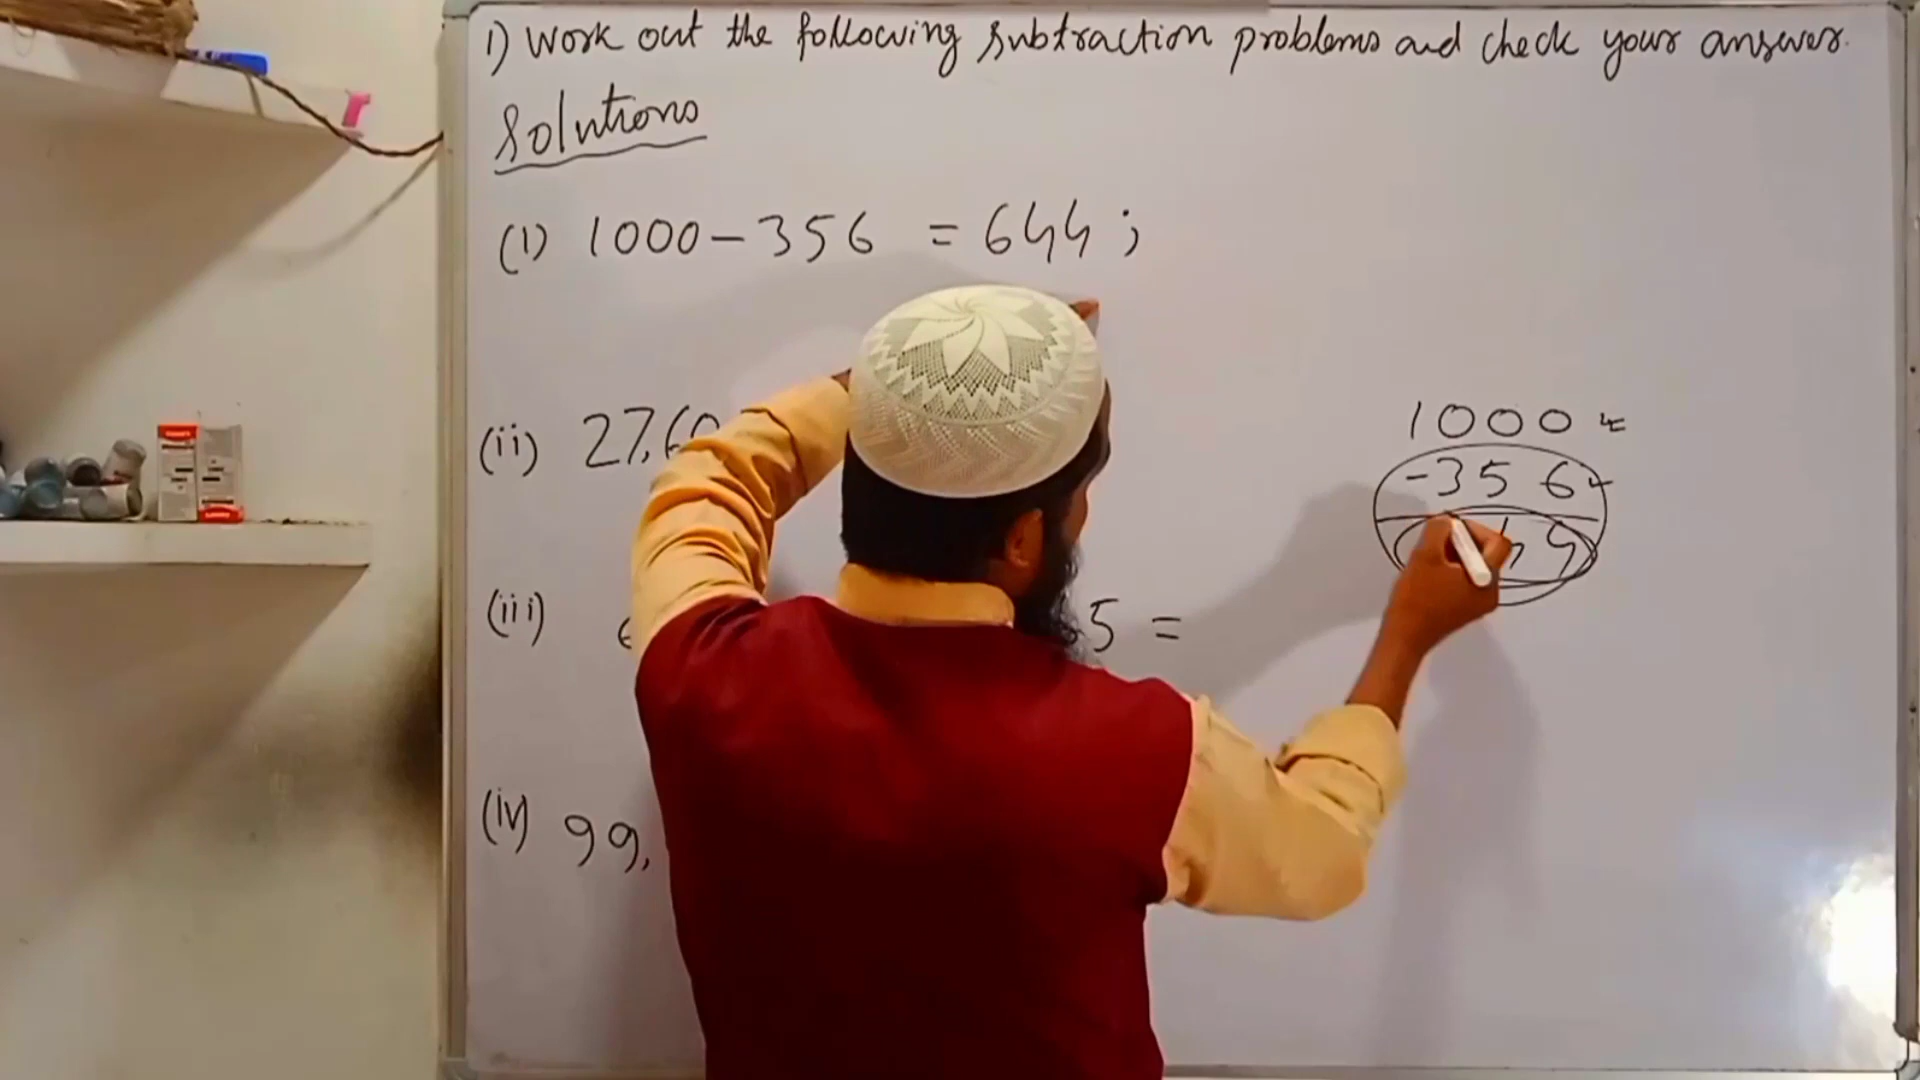 1) Work out the following subtraction problems and check your answer.
Solutions
(i) 1000 - 356 = 644 ;
(ii) 27,60
(iii) 5 =
(iv) 99,
1000
-356
44